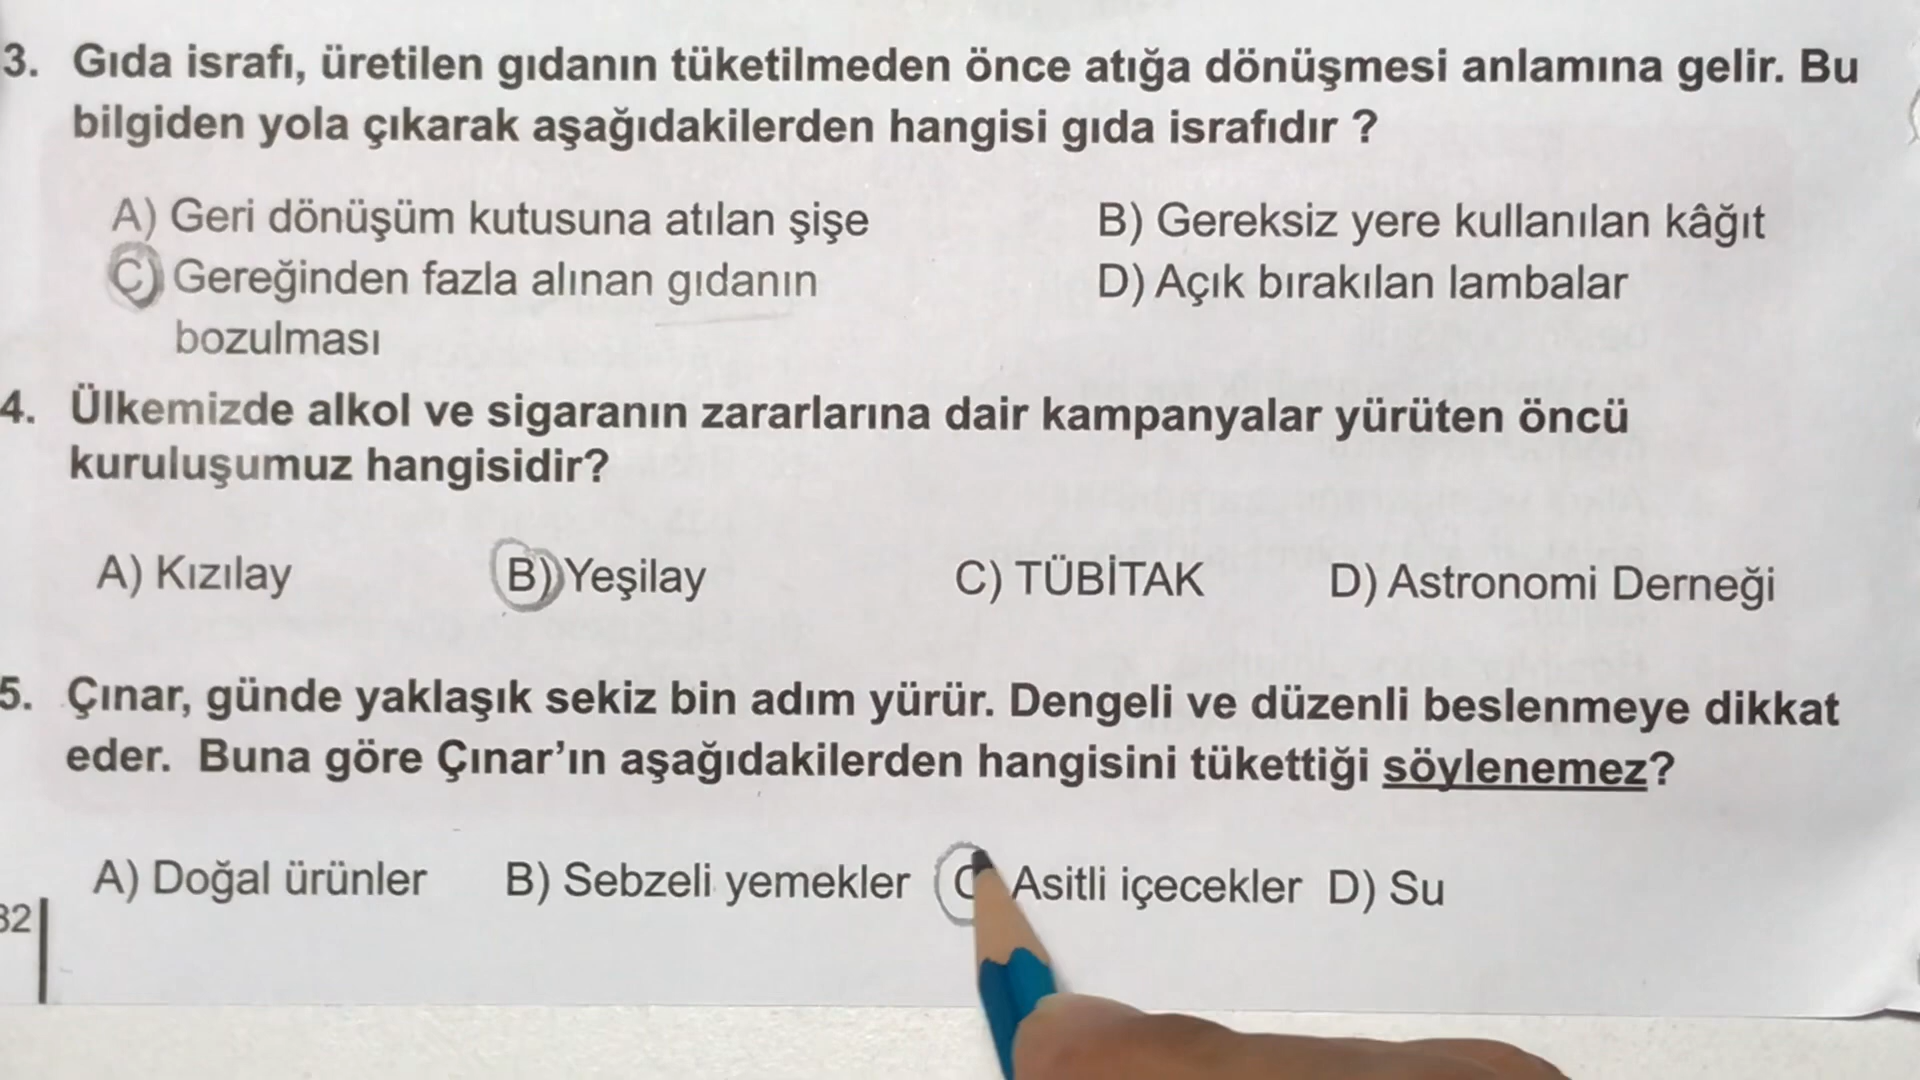 3. Gıda israfı, üretilen gıdanın tüketilmeden önce atığa dönüşmesi anlamına gelir. Bu
bilgiden yola çıkarak aşağıdakilerden hangisi gıda israfıdır ?
A) Geri dönüşüm kutusuna atılan şişe B) Gereksiz yere kullanılan kâğıt
C) Gereğinden fazla alınan gıdanın D) Açık bırakılan lambalar
bozulması
4. Ülkemizde alkol ve sigaranın zararlarına dair kampanyalar yürüten öncü
kuruluşumuz hangisidir?
A) Kızılay B) Yeşilay C) TÜBİTAK D) Astronomi Derneği
5. Çınar, günde yaklaşık sekiz bin adım yürür. Dengeli ve düzenli beslenmeye dikkat
eder. Buna göre Çınar’ın aşağıdakilerden hangisini tükettiği söylenemez?
A) Doğal ürünler B) Sebzeli yemekler C Asitli içecekler D) Su